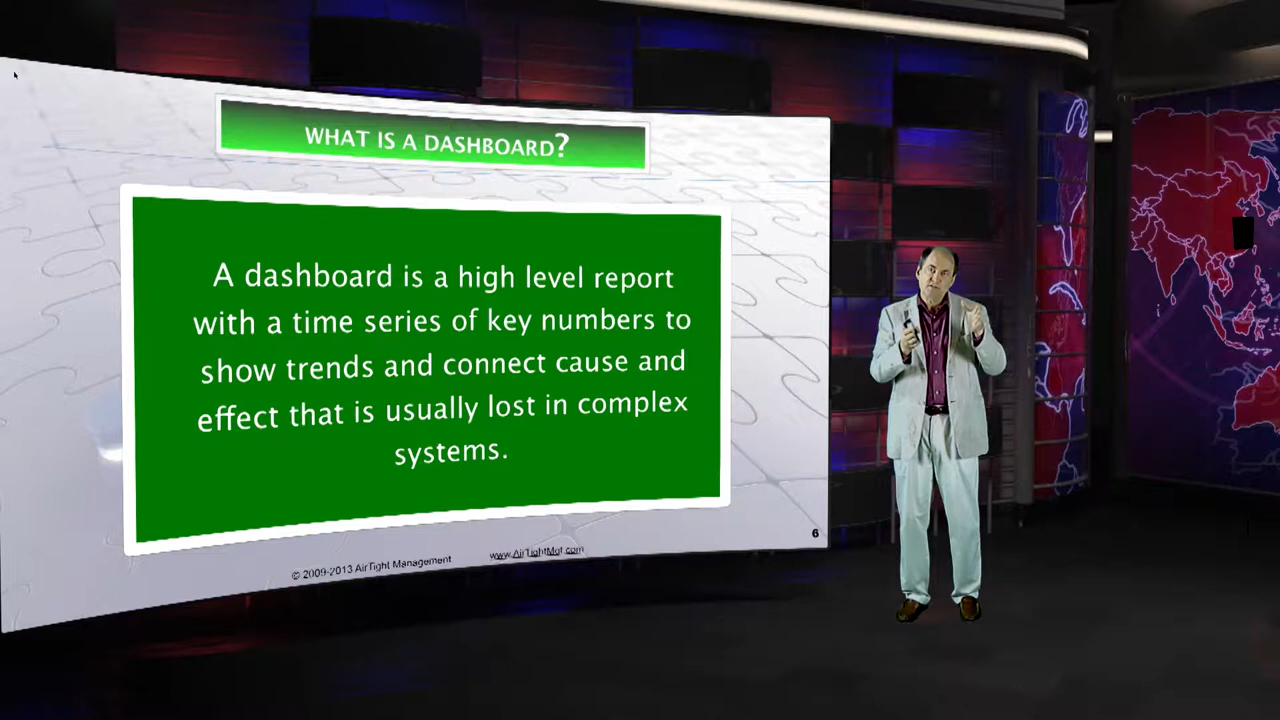 WHAT IS A DASHBOARD?
A dashboard is a high level report
with a time series of key numbers to
show trends and connect cause and
effect that is usually lost in complex
systems.
6
© 2009-2013 AirTight Management www.AirTightMgt.com